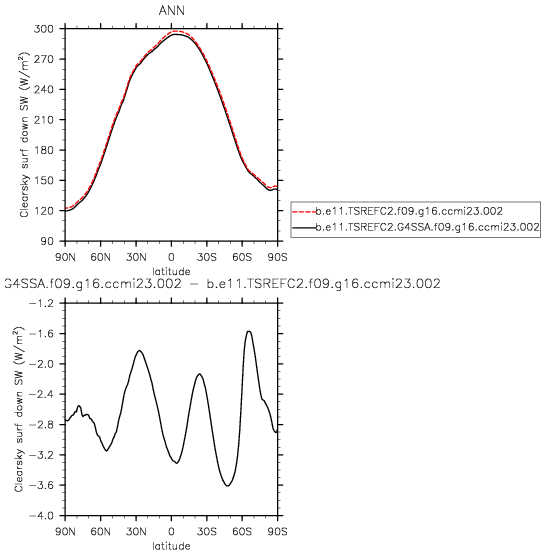 ANN
Clearsky surf down SW (W/m²)
300
270
240
210
180
150
120
90
90N 60N 30N 0 30S 60S 90S
latitude
b.e11.TSREFC2.f09.g16.ccmi23.002
b.e11.TSREFC2.G4SSA.f09.g16.ccmi23.002
G4SSA.f09.g16.ccmi23.002 - b.e11.TSREFC2.f09.g16.ccmi23.002
Clearsky surf down SW (W/m²)
-1.2
-1.6
-2.0
-2.4
-2.8
-3.2
-3.6
-4.0
90N 60N 30N 0 30S 60S 90S
latitude